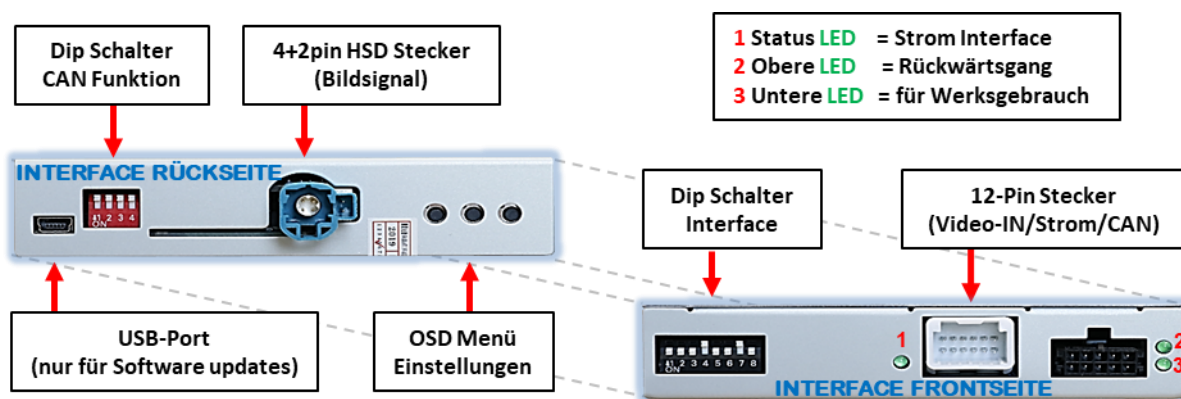 Dip Schalter
CAN Funktion
4+2pin HSD Stecker
(Bildsignal)
1 Status LED = Strom Interface
2 Obere LED = Rückwärtsgang
3 Untere LED = für Werksgebrauch
INTERFACE RÜCKSEITE
1 2 3 4
ON
2019
Dip Schalter
Interface
12-Pin Stecker
(Video-IN/Strom/CAN)
USB-Port
(nur für Software updates)
OSD Menü
Einstellungen
1 2 3 4 5 6 7 8
ON
1
2
3
INTERFACE FRONTSEITE